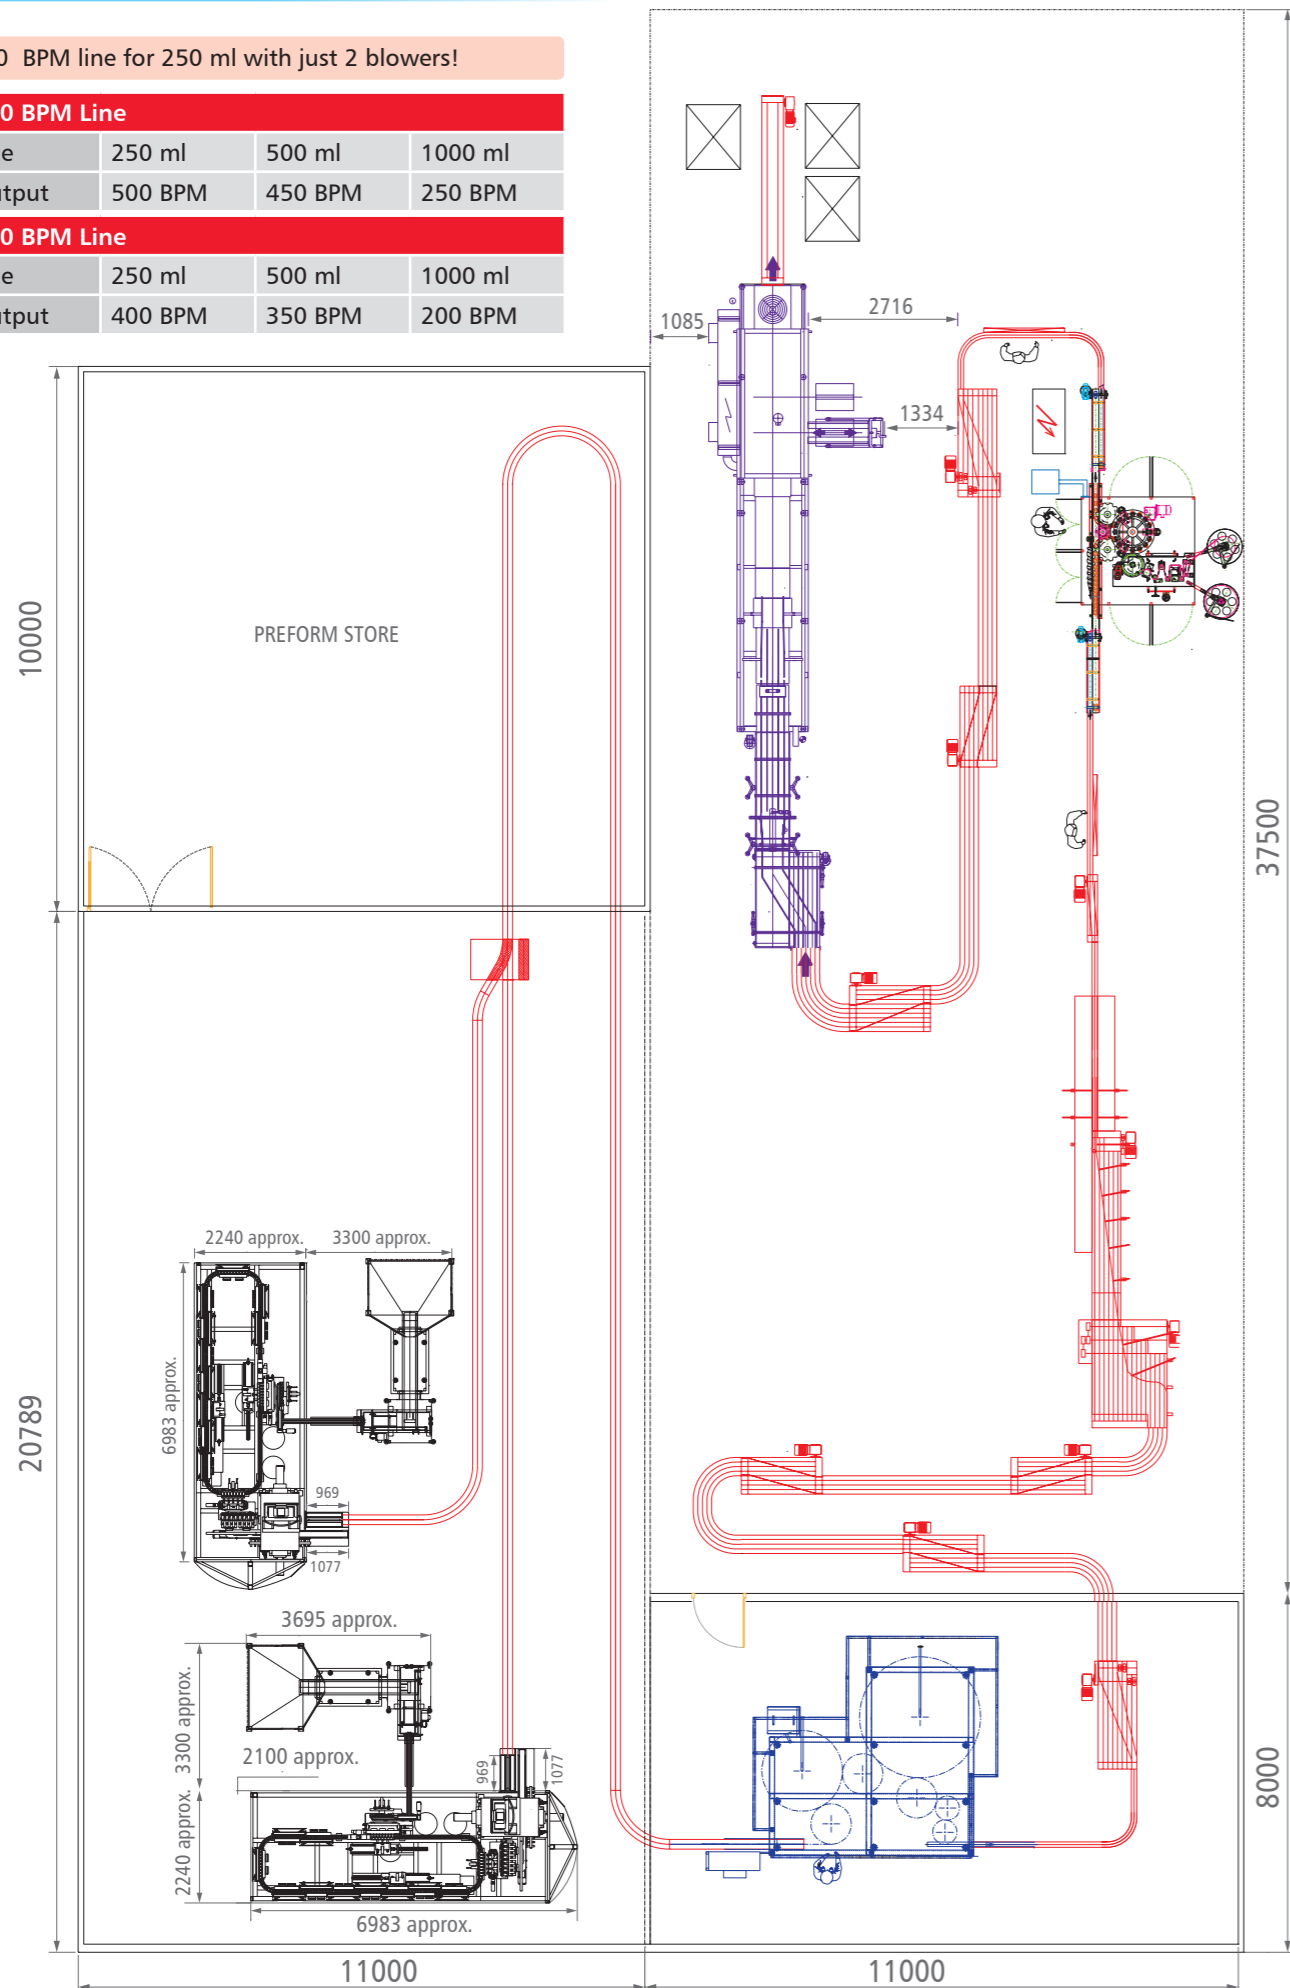 0 BPM line for 250 ml with just 2 blowers!
0 BPM Line
e 250 ml 500 ml 1000 ml
tput 500 BPM 450 BPM 250 BPM
0 BPM Line
e 250 ml 500 ml 1000 ml
tput 400 BPM 350 BPM 200 BPM
1085
2716
1334
10000
PREFORM STORE
37500
20789
2240 approx.
3300 approx.
6983 approx.
969
1077
3695 approx.
3300 approx.
2100 approx.
969
1077
2240 approx.
6983 approx.
8000
11000
11000